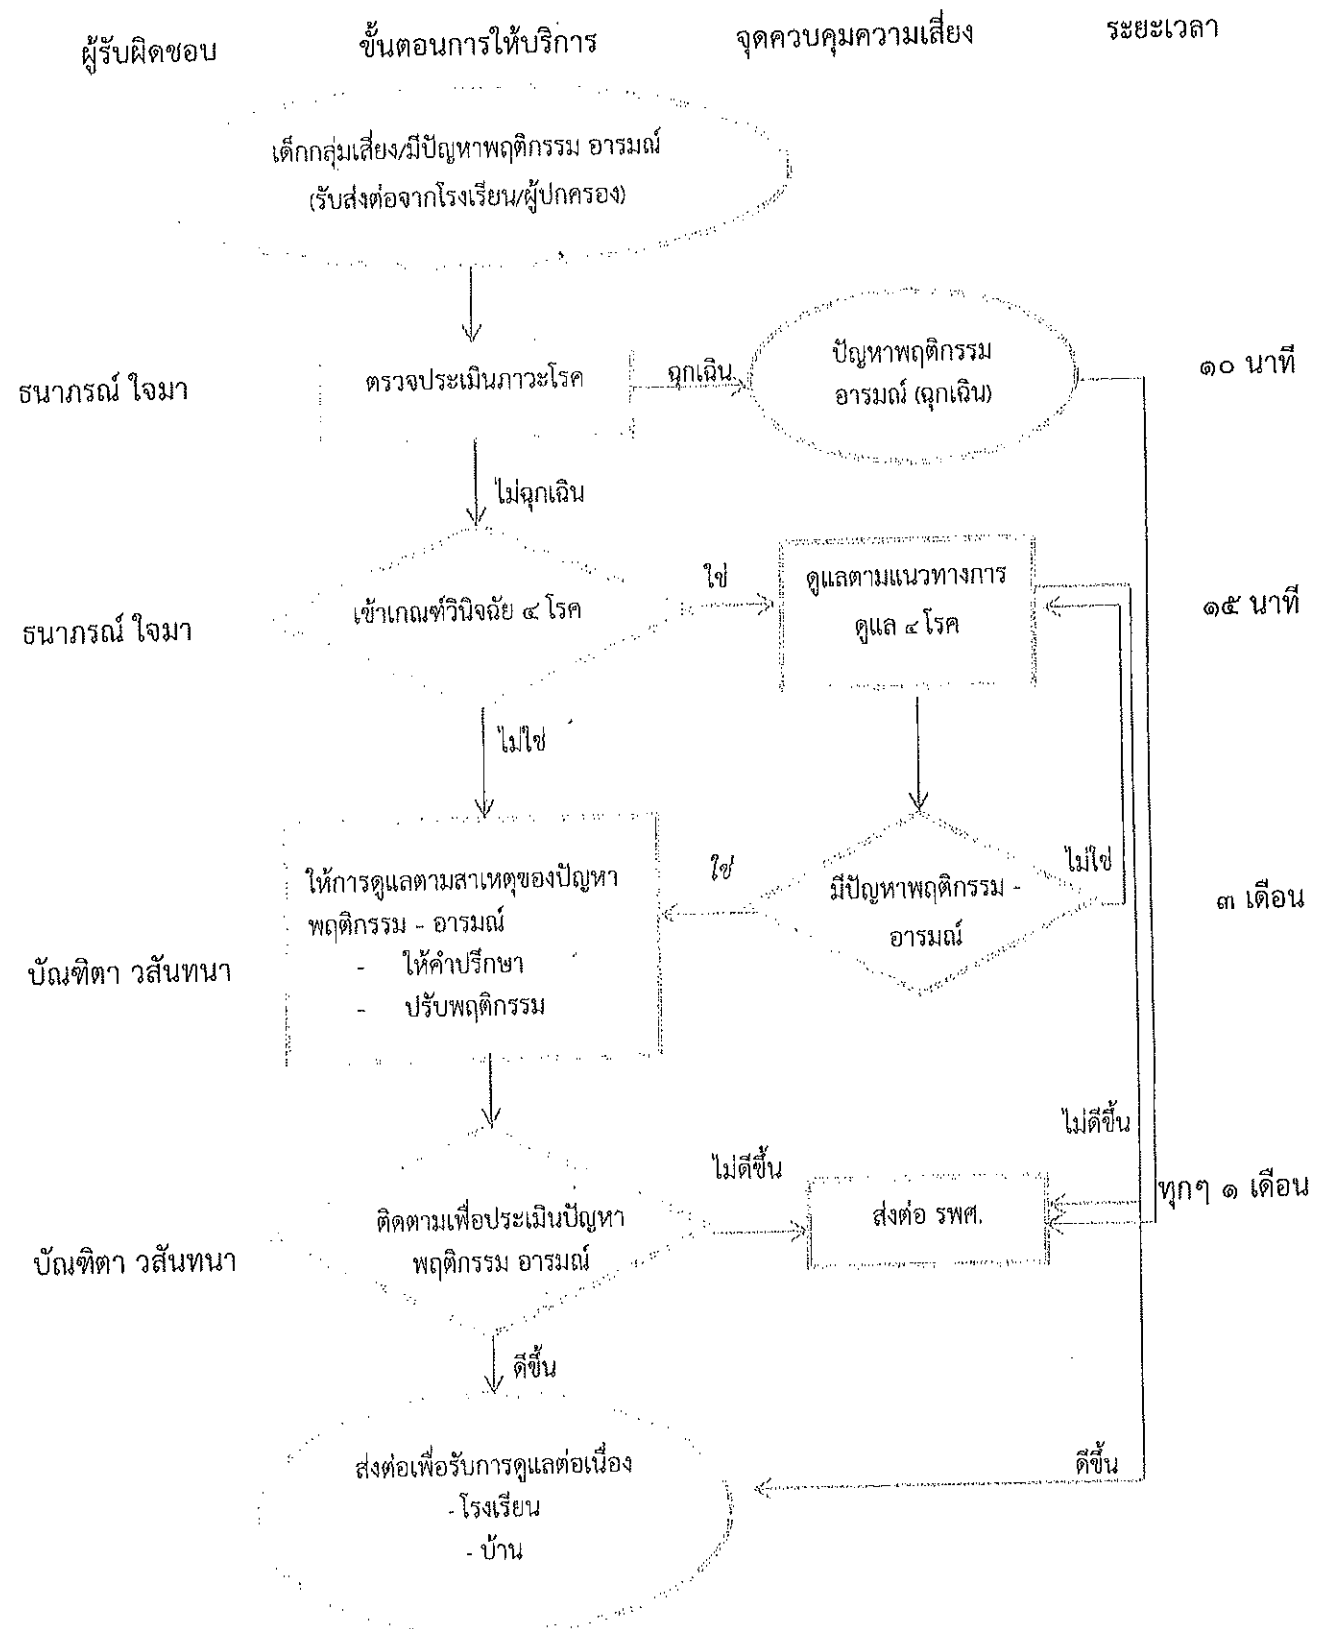 ผู้รับผิดชอบ
ขั้นตอนการให้บริการ
จุดควบคุมความเสี่ยง
ระยะเวลา
เด็กกลุ่มเสี่ยง/มีปัญหาพฤติกรรม อารมณ์
(รับส่งต่อจากโรงเรียน/ผู้ปกครอง)
ธนาภรณ์ ใจมา
ตรวจประเมินภาวะโรค
ฉุกเฉิน
ปัญหาพฤติกรรม
อารมณ์ (ฉุกเฉิน)
๑๐ นาที
ไม่ฉุกเฉิน
ธนาภรณ์ ใจมา
เข้าเกณฑ์วินิจฉัย ๔ โรค
ใช่
ดูแลตามแนวทางการ
ดูแล ๔ โรค
๑๕ นาที
ไม่ใช่
บัณฑิตา วสันทนา
ให้การดูแลตามสาเหตุของปัญหา
พฤติกรรม - อารมณ์
- ให้คำปรึกษา
- ปรับพฤติกรรม
ใช่
มีปัญหาพฤติกรรม -
อารมณ์
ไม่ใช่
๓ เดือน
ไม่ดีขึ้น
บัณฑิตา วสันทนา
ติดตามเพื่อประเมินปัญหา
พฤติกรรม อารมณ์
ไม่ดีขึ้น
ส่งต่อ รพศ.
ทุกๆ ๑ เดือน
ดีขึ้น
ส่งต่อเพื่อรับการดูแลต่อเนื่อง
- โรงเรียน
- บ้าน
ดีขึ้น